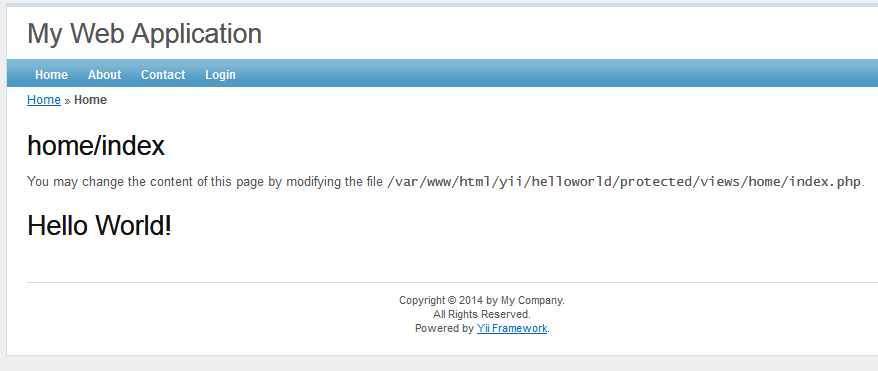 My Web Application
Home About Contact Login
Home » Home
home/index
You may change the content of this page by modifying the file /var/www/html/yii/helloworld/protected/views/home/index.php.
Hello World!
Copyright © 2014 by My Company.
All Rights Reserved.
Powered by Yii Framework.